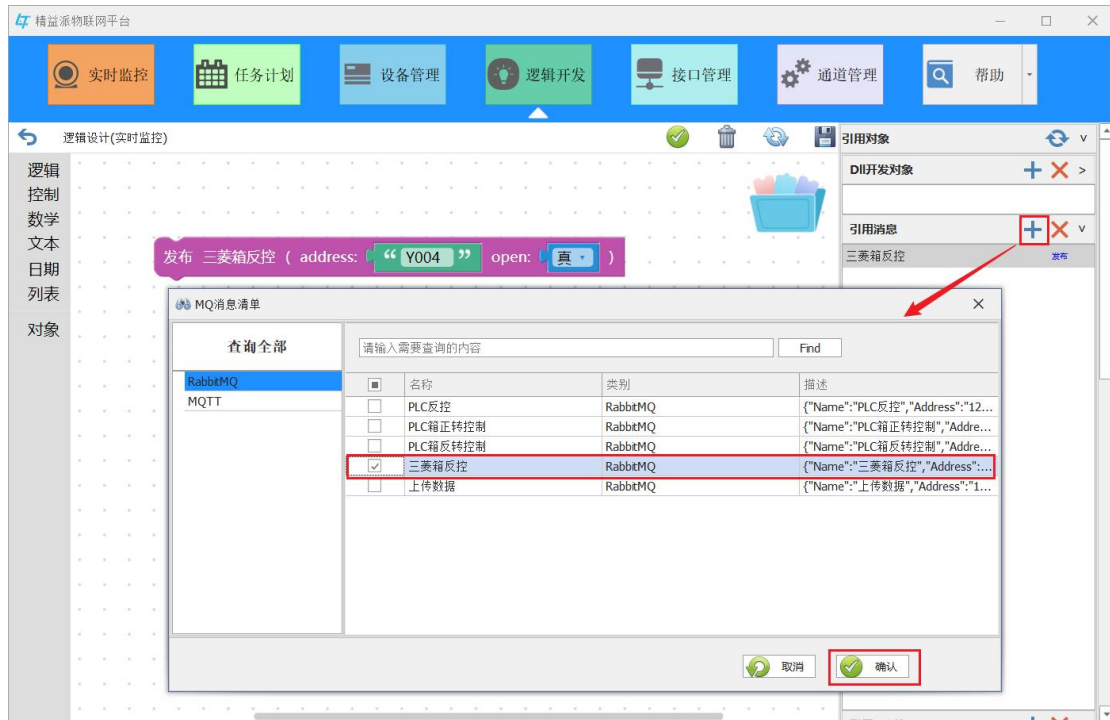 精益派物联网平台
实时监控
任务计划
设备管理
逻辑开发
接口管理
通道管理
帮助
逻辑设计(实时监控)
引用对象
逻辑
控制
数学
文本
日期
列表
对象
Dll开发对象
引用消息
三菱箱反控 发布
发布 三菱箱反控 ( address: “ Y004 ” open: 真 )
MQ消息清单
查询全部
RabbitMQ
MQTT
请输入需要查询的内容 Find
名称 类别 描述
PLC反控 RabbitMQ {"Name":"PLC反控","Address":"12...
PLC箱正转控制 RabbitMQ {"Name":"PLC箱正转控制","Addre...
PLC箱反转控制 RabbitMQ {"Name":"PLC箱反转控制","Addre...
三菱箱反控 RabbitMQ {"Name":"三菱箱反控","Address":...
上传数据 RabbitMQ {"Name":"上传数据","Address":"1...
取消
确认